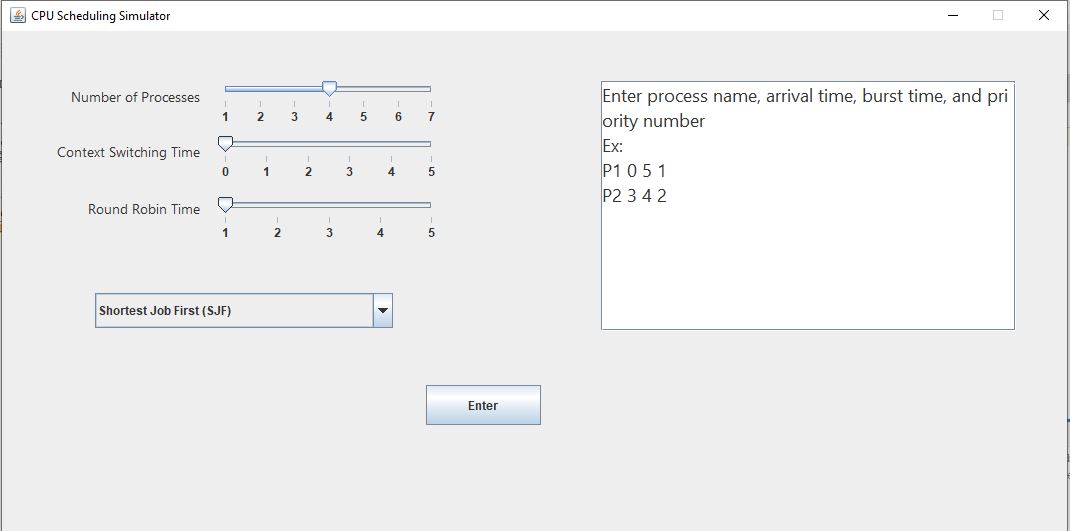 CPU Scheduling Simulator
Number of Processes
1 2 3 4 5 6 7
Context Switching Time
0 1 2 3 4 5
Round Robin Time
1 2 3 4 5
Shortest Job First (SJF)
Enter process name, arrival time, burst time, and pri
ority number
Ex:
P1 0 5 1
P2 3 4 2
Enter